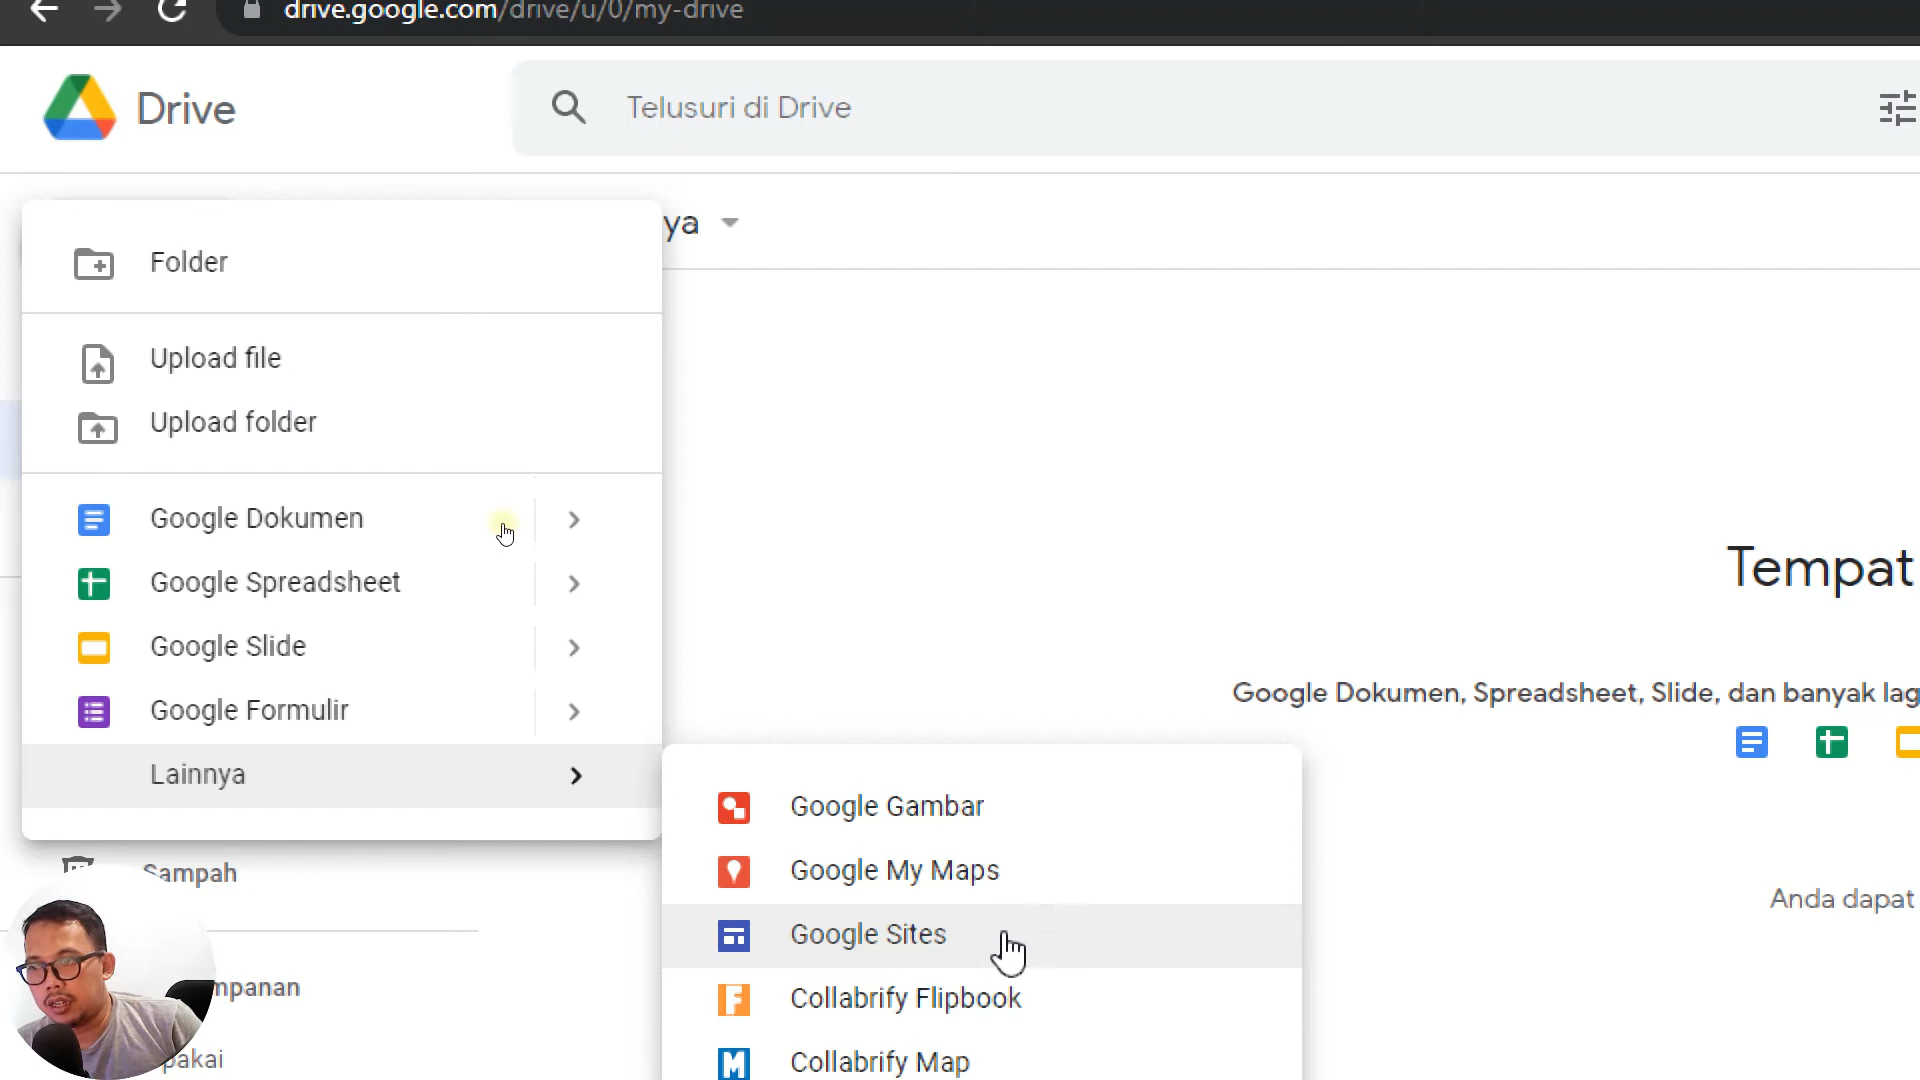 drive.google.com/drive/u/0/my-drive
Drive
Telusuri di Drive
ya
Folder
Upload file
Upload folder
Google Dokumen
Google Spreadsheet
Google Slide
Google Formulir
Lainnya
Google Gambar
Google My Maps
Google Sites
Collabrify Flipbook
Collabrify Map
Tempat
Google Dokumen, Spreadsheet, Slide, dan banyak lag
Anda dapat
Sampah
mpanan
pakai